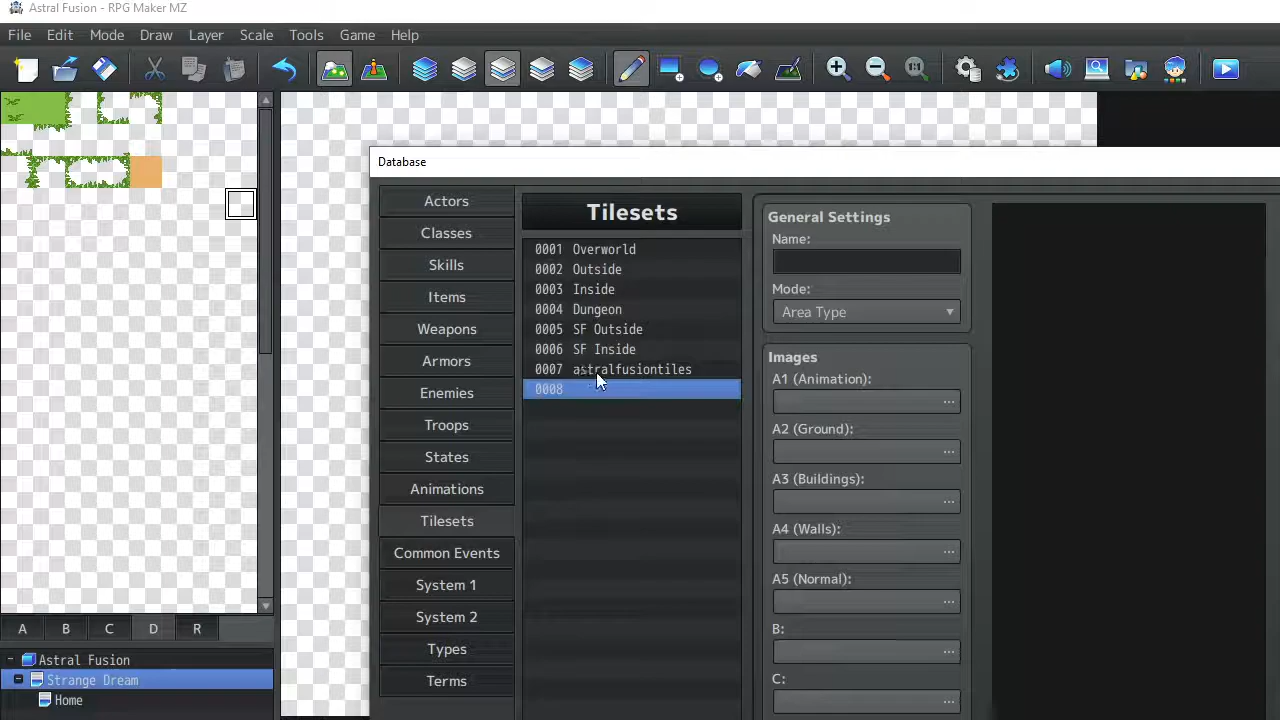 Astral Fusion - RPG Maker MZ
File Edit Mode Draw Layer Scale Tools Game Help
Database
Actors
Classes
Skills
Items
Weapons
Armors
Enemies
Troops
States
Animations
Tilesets
Common Events
System 1
System 2
Types
Terms
Tilesets
0001 Overworld
0002 Outside
0003 Inside
0004 Dungeon
0005 SF Outside
0006 SF Inside
0007 astralfusiontiles
0008
General Settings
Name:
Mode:
Area Type
Images
A1 (Animation):
...
A2 (Ground):
...
A3 (Buildings):
...
A4 (Walls):
...
A5 (Normal):
...
B:
...
C:
...
A B C D R
Astral Fusion
Strange Dream
Home